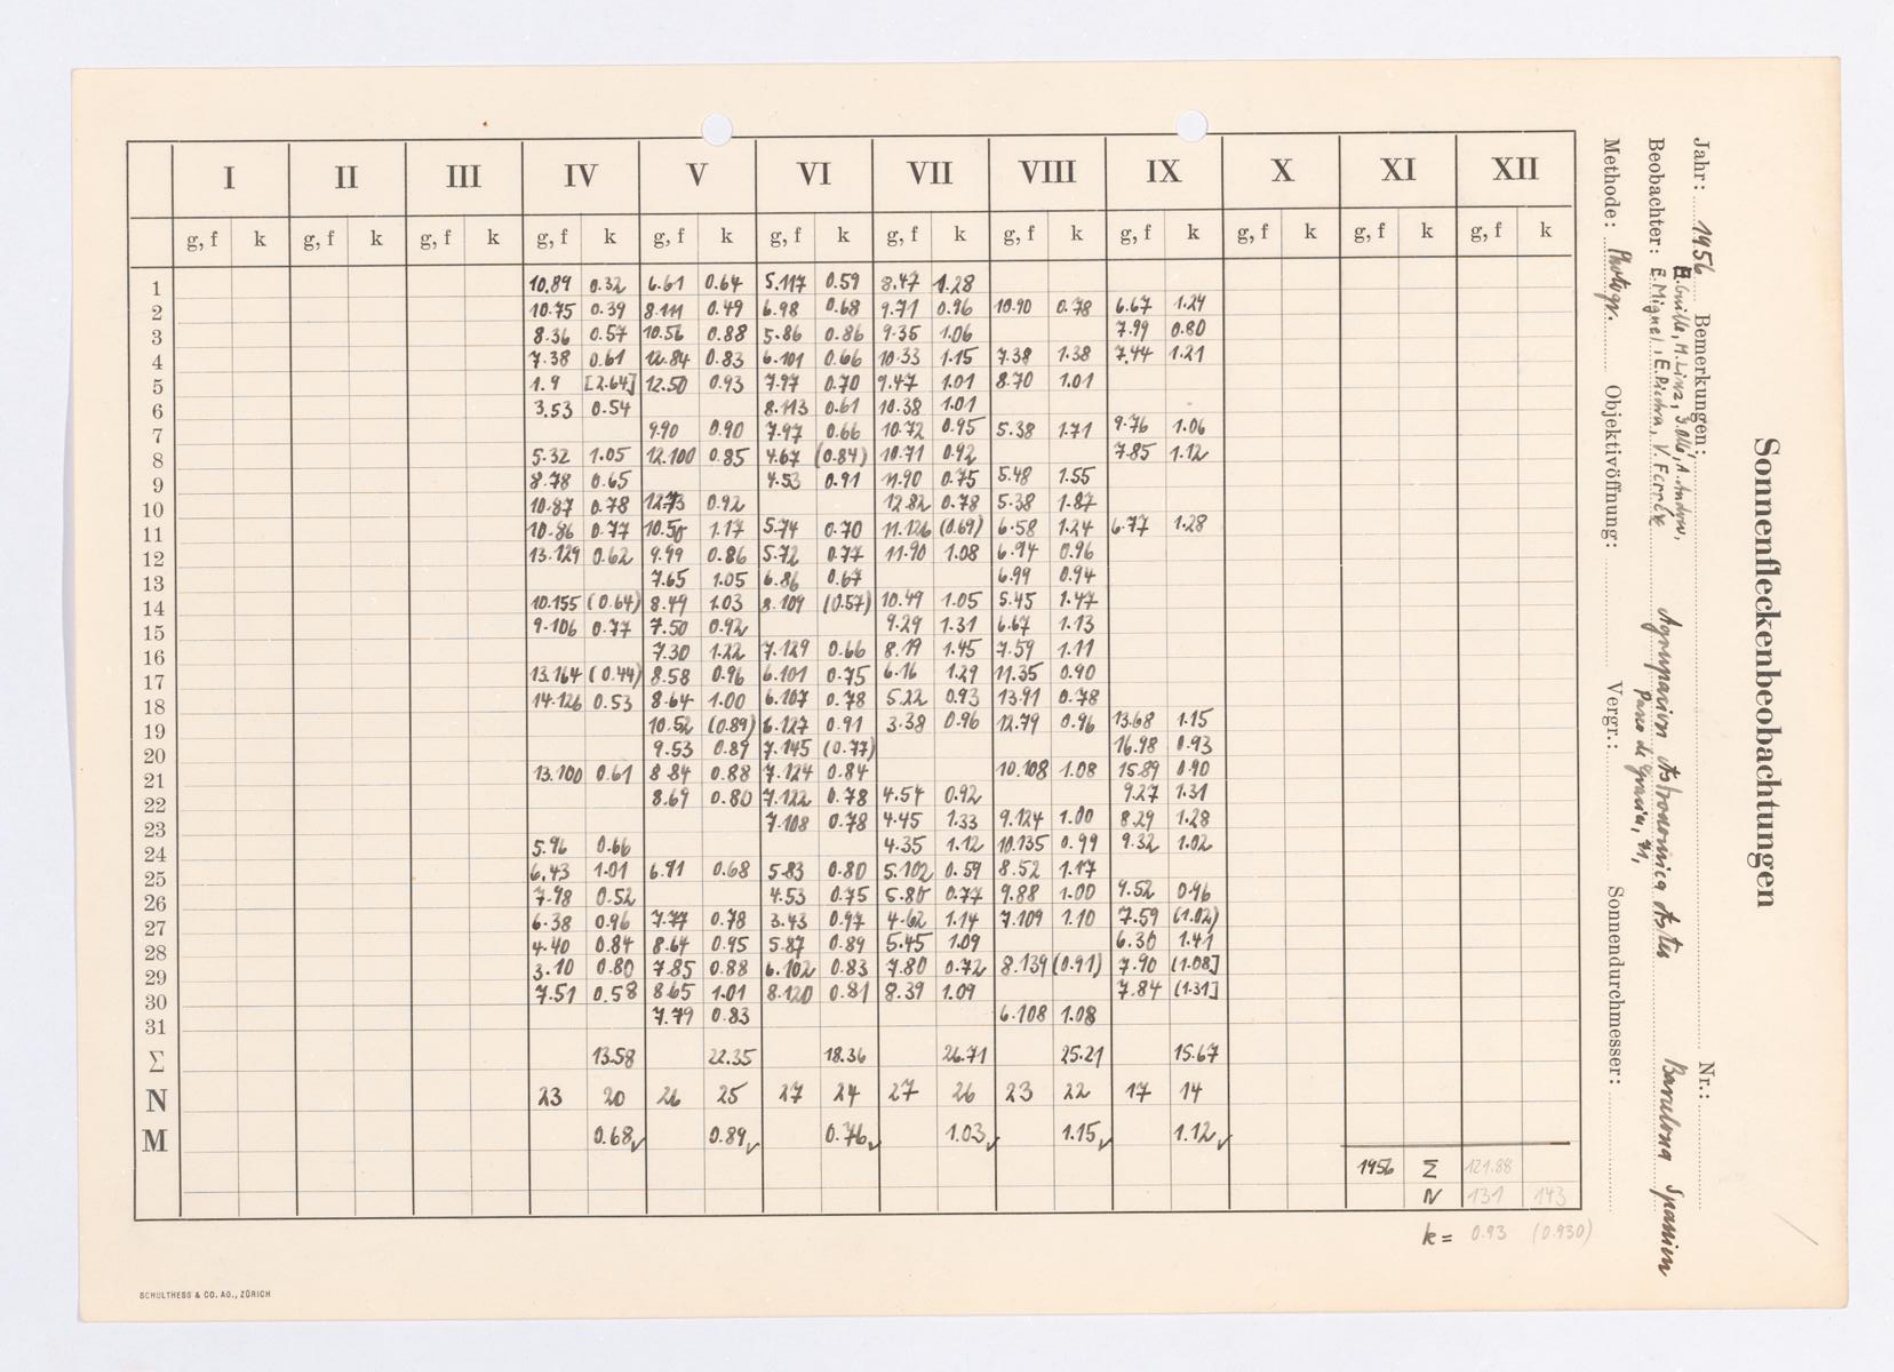 Sonnenfleckenbeobachtungen
Jahr: 1956 Bemerkungen: Nr.:
Beobachter: E. Miguel, V. Ferrer Agrupacion Astronomica Aster Barcelona Spanien
Methode: Photogr. Objektivöffnung: Vergr.: Sonnendurchmesser:
I II III IV V VI VII VIII IX X XI XII
g, f k g, f k g, f k g, f k g, f k g, f k g, f k g, f k g, f k g, f k g, f k g, f k
1 10.89 0.32 6.61 0.64 5.117 0.59 8.47 1.28
2 10.75 0.39 8.111 0.49 6.98 0.68 9.71 0.96 10.90 0.78 6.67 1.24
3 8.36 0.57 10.56 0.88 5.86 0.86 9.35 1.06 7.99 0.80
4 7.38 0.61 12.84 0.83 6.101 0.66 10.33 1.15 7.38 1.38 7.44 1.21
5 1.9 [2.64] 12.50 0.93 7.97 0.70 9.47 1.01 8.70 1.01
6 3.53 0.54 8.113 0.61 10.38 1.01
7 9.90 0.90 7.97 0.66 10.72 0.95 5.38 1.71 9.76 1.06
8 5.32 1.05 12.100 0.85 4.67 (0.84) 10.71 0.92 7.85 1.12
9 8.78 0.65 4.53 0.91 11.90 0.75 5.48 1.55
10 10.87 0.78 12.73 0.92 12.82 0.78 5.38 1.87
11 10.86 0.77 10.50 1.17 5.74 0.70 11.126 (0.69) 6.58 1.24 6.77 1.28
12 13.129 0.62 9.99 0.86 5.72 0.77 11.90 1.08 6.94 0.96
13 7.65 1.05 6.86 0.67 6.99 0.94
14 10.155 (0.64) 8.49 1.03 8.109 (0.57) 10.49 1.05 5.45 1.47
15 9.106 0.77 7.50 0.92 9.29 1.31 6.67 1.13
16 7.30 1.22 7.129 0.66 8.19 1.45 7.59 1.11
17 13.164 (0.44) 8.58 0.96 6.101 0.75 6.16 1.29 11.35 0.90
18 14.126 0.53 8.64 1.00 6.107 0.78 5.22 0.93 13.91 0.78
19 10.52 (0.89) 6.127 0.91 3.38 0.96 12.79 0.96 13.68 1.15
20 9.53 0.89 7.145 (0.77) 16.98 0.93
21 13.100 0.61 8.84 0.88 7.124 0.84 10.108 1.08 15.89 0.90
22 8.69 0.80 7.122 0.78 4.54 0.92 9.27 1.31
23 7.108 0.78 4.45 1.33 9.124 1.00 8.29 1.28
24 5.96 0.66 4.35 1.12 10.135 0.99 9.32 1.02
25 6.43 1.01 6.91 0.68 5.83 0.80 5.102 0.59 8.52 1.17
26 7.98 0.52 4.53 0.75 5.80 0.77 9.88 1.00 9.52 0.96
27 6.38 0.96 7.77 0.78 3.43 0.97 4.62 1.14 7.109 1.10 7.59 (1.02)
28 4.40 0.84 8.64 0.95 5.87 0.89 5.45 1.09 6.30 1.41
29 3.10 0.80 7.85 0.88 6.102 0.83 7.80 0.72 8.139 (0.91) 7.90 (1.08]
30 7.51 0.58 8.65 1.01 8.120 0.81 8.39 1.09 7.84 (1.31]
31 7.79 0.83 6.108 1.08
Σ 13.58 22.35 18.36 26.71 25.21 15.67
N 23 20 26 25 27 24 27 26 23 22 17 14
M 0.68✓ 0.89✓ 0.76✓ 1.03✓ 1.15✓ 1.12✓
1956 Σ 121.88
N 131 143
k = 0.93 (0.930)
SCHULTHESS & CO. AG., ZÜRICH